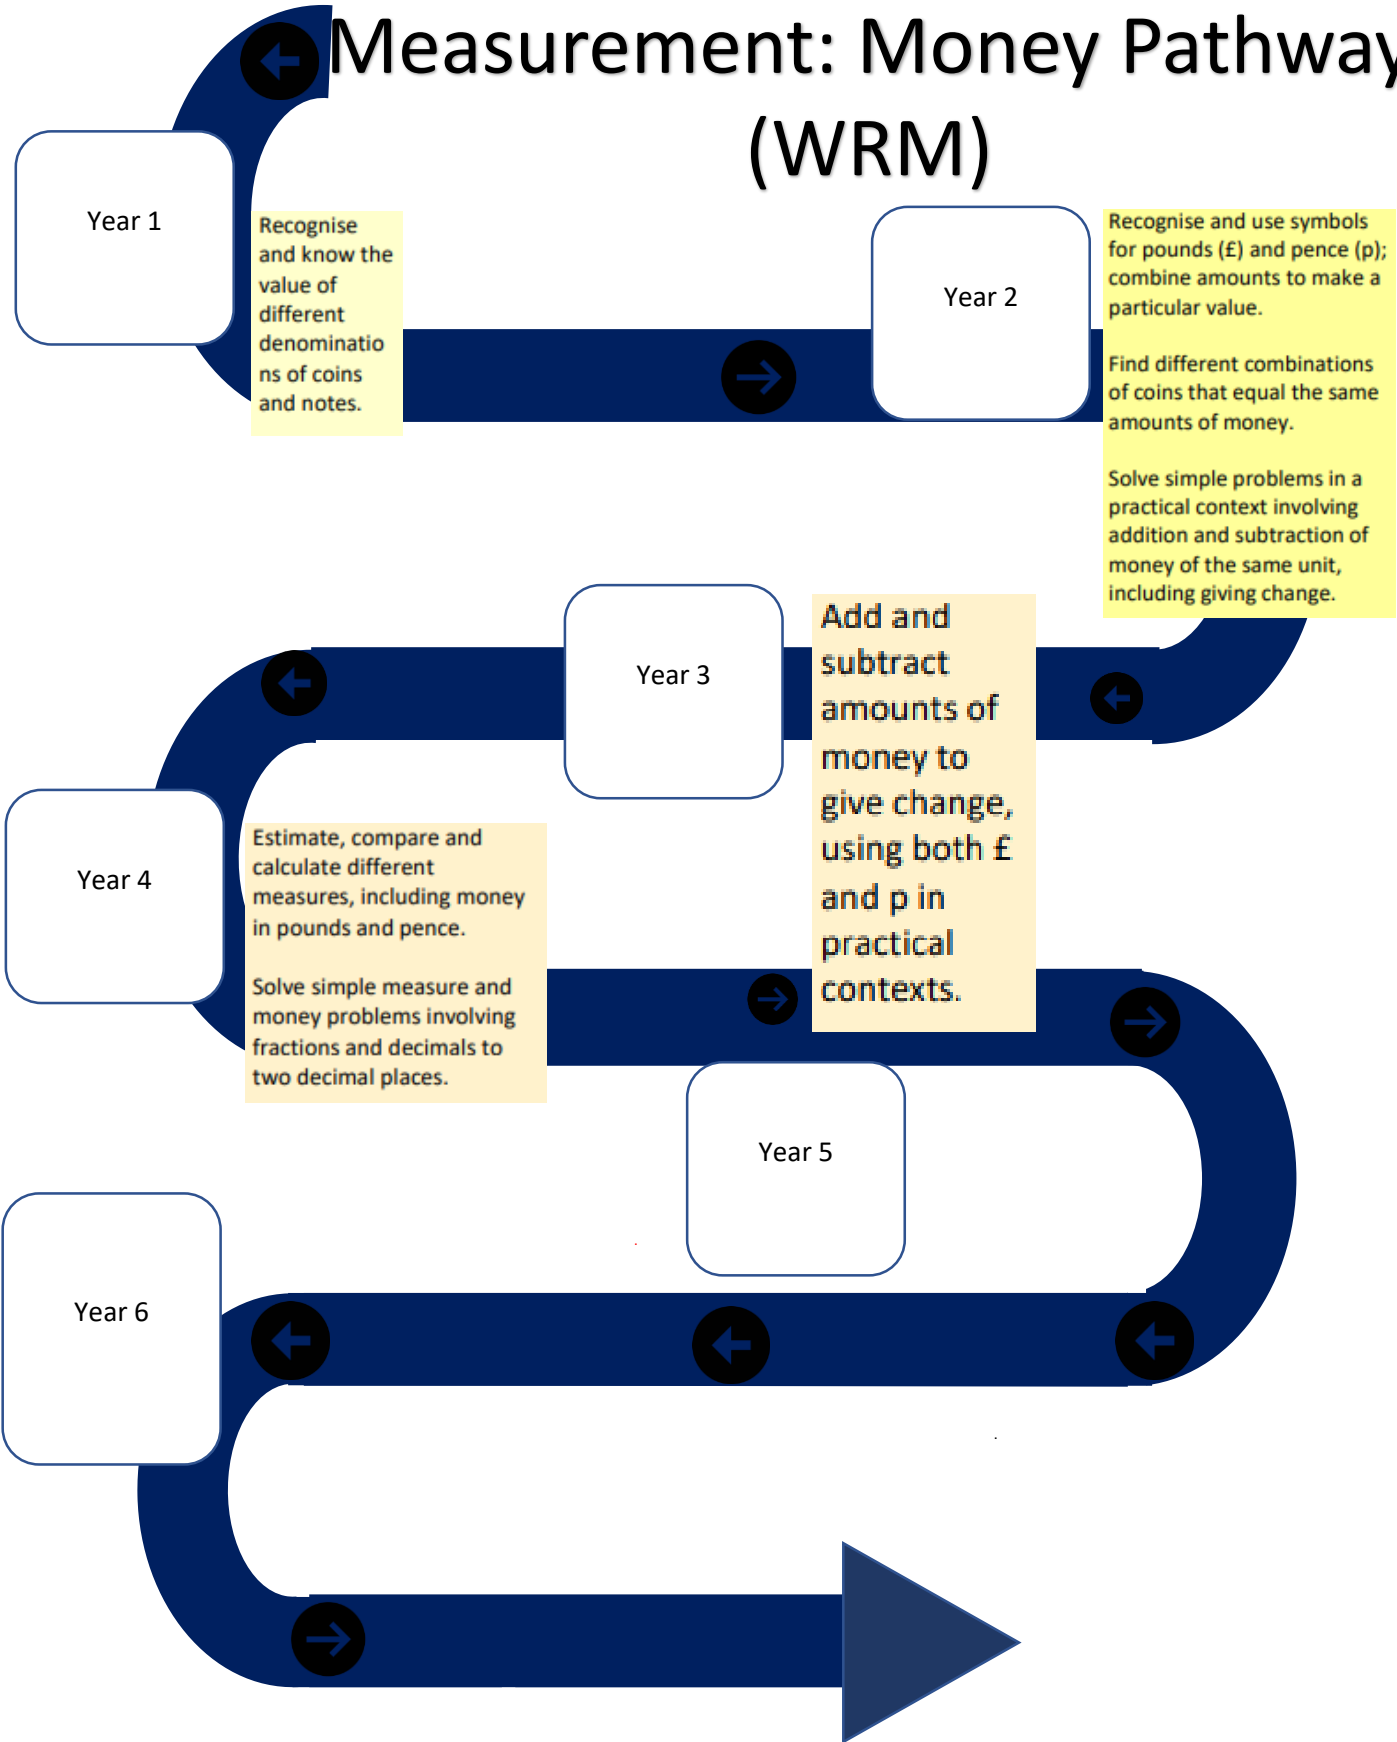 Measurement: Money Pathway
(WRM)
Year 1
Recognise
and know the
value of
different
denominatio
ns of coins
and notes.
Year 2
Recognise and use symbols
for pounds (£) and pence (p);
combine amounts to make a
particular value.
Find different combinations
of coins that equal the same
amounts of money.
Solve simple problems in a
practical context involving
addition and subtraction of
money of the same unit,
including giving change.
Year 3
Add and
subtract
amounts of
money to
give change,
using both £
and p in
practical
contexts.
Year 4
Estimate, compare and
calculate different
measures, including money
in pounds and pence.
Solve simple measure and
money problems involving
fractions and decimals to
two decimal places.
Year 5
Year 6